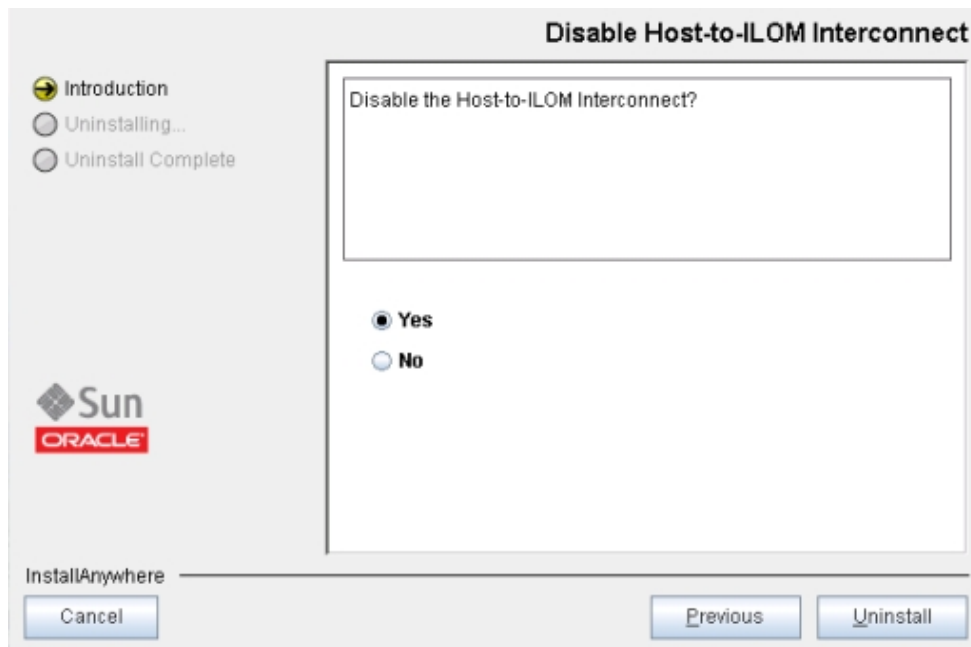 Disable Host-to-ILOM Interconnect
Introduction
Uninstalling...
Uninstall Complete
Disable the Host-to-ILOM Interconnect?
Yes
No
Sun
ORACLE
InstallAnywhere
Cancel
Previous
Uninstall